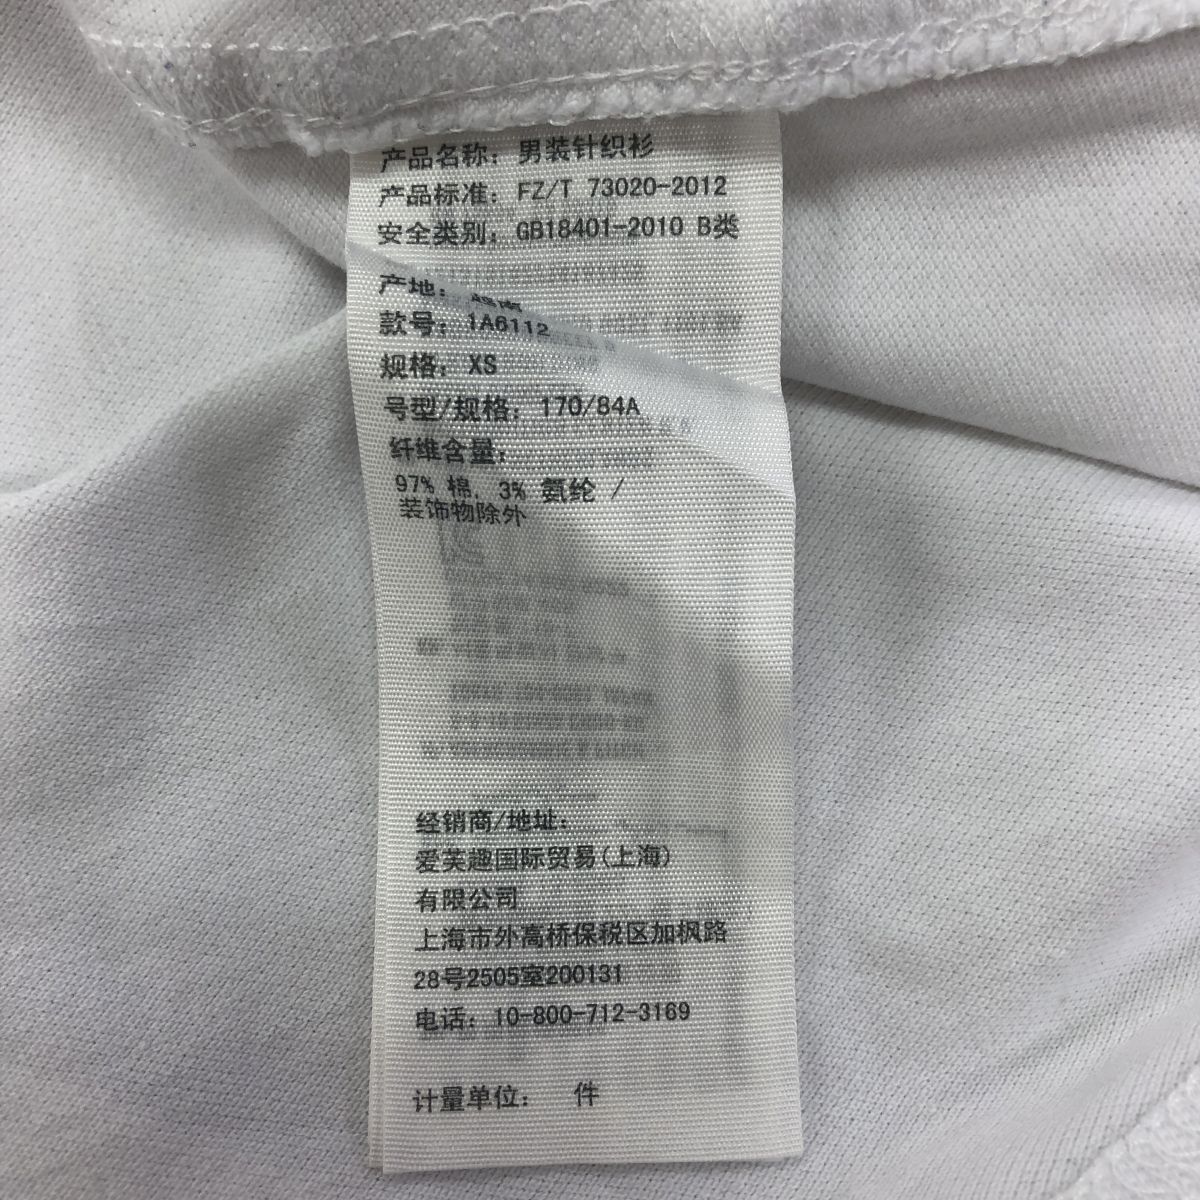 产品名称：男装针织衫
产品标准：FZ/T 73020-2012
安全类别：GB18401-2010 B类
产地：越南
款号：1A6112
规格：XS
号型/规格：170/84A
纤维含量：
97% 棉，3% 氨纶 /
装饰物除外
经销商/地址：
爱芙趣国际贸易(上海)
有限公司
上海市外高桥保税区加枫路
28号2505室200131
电话：10-800-712-3169
计量单位： 件